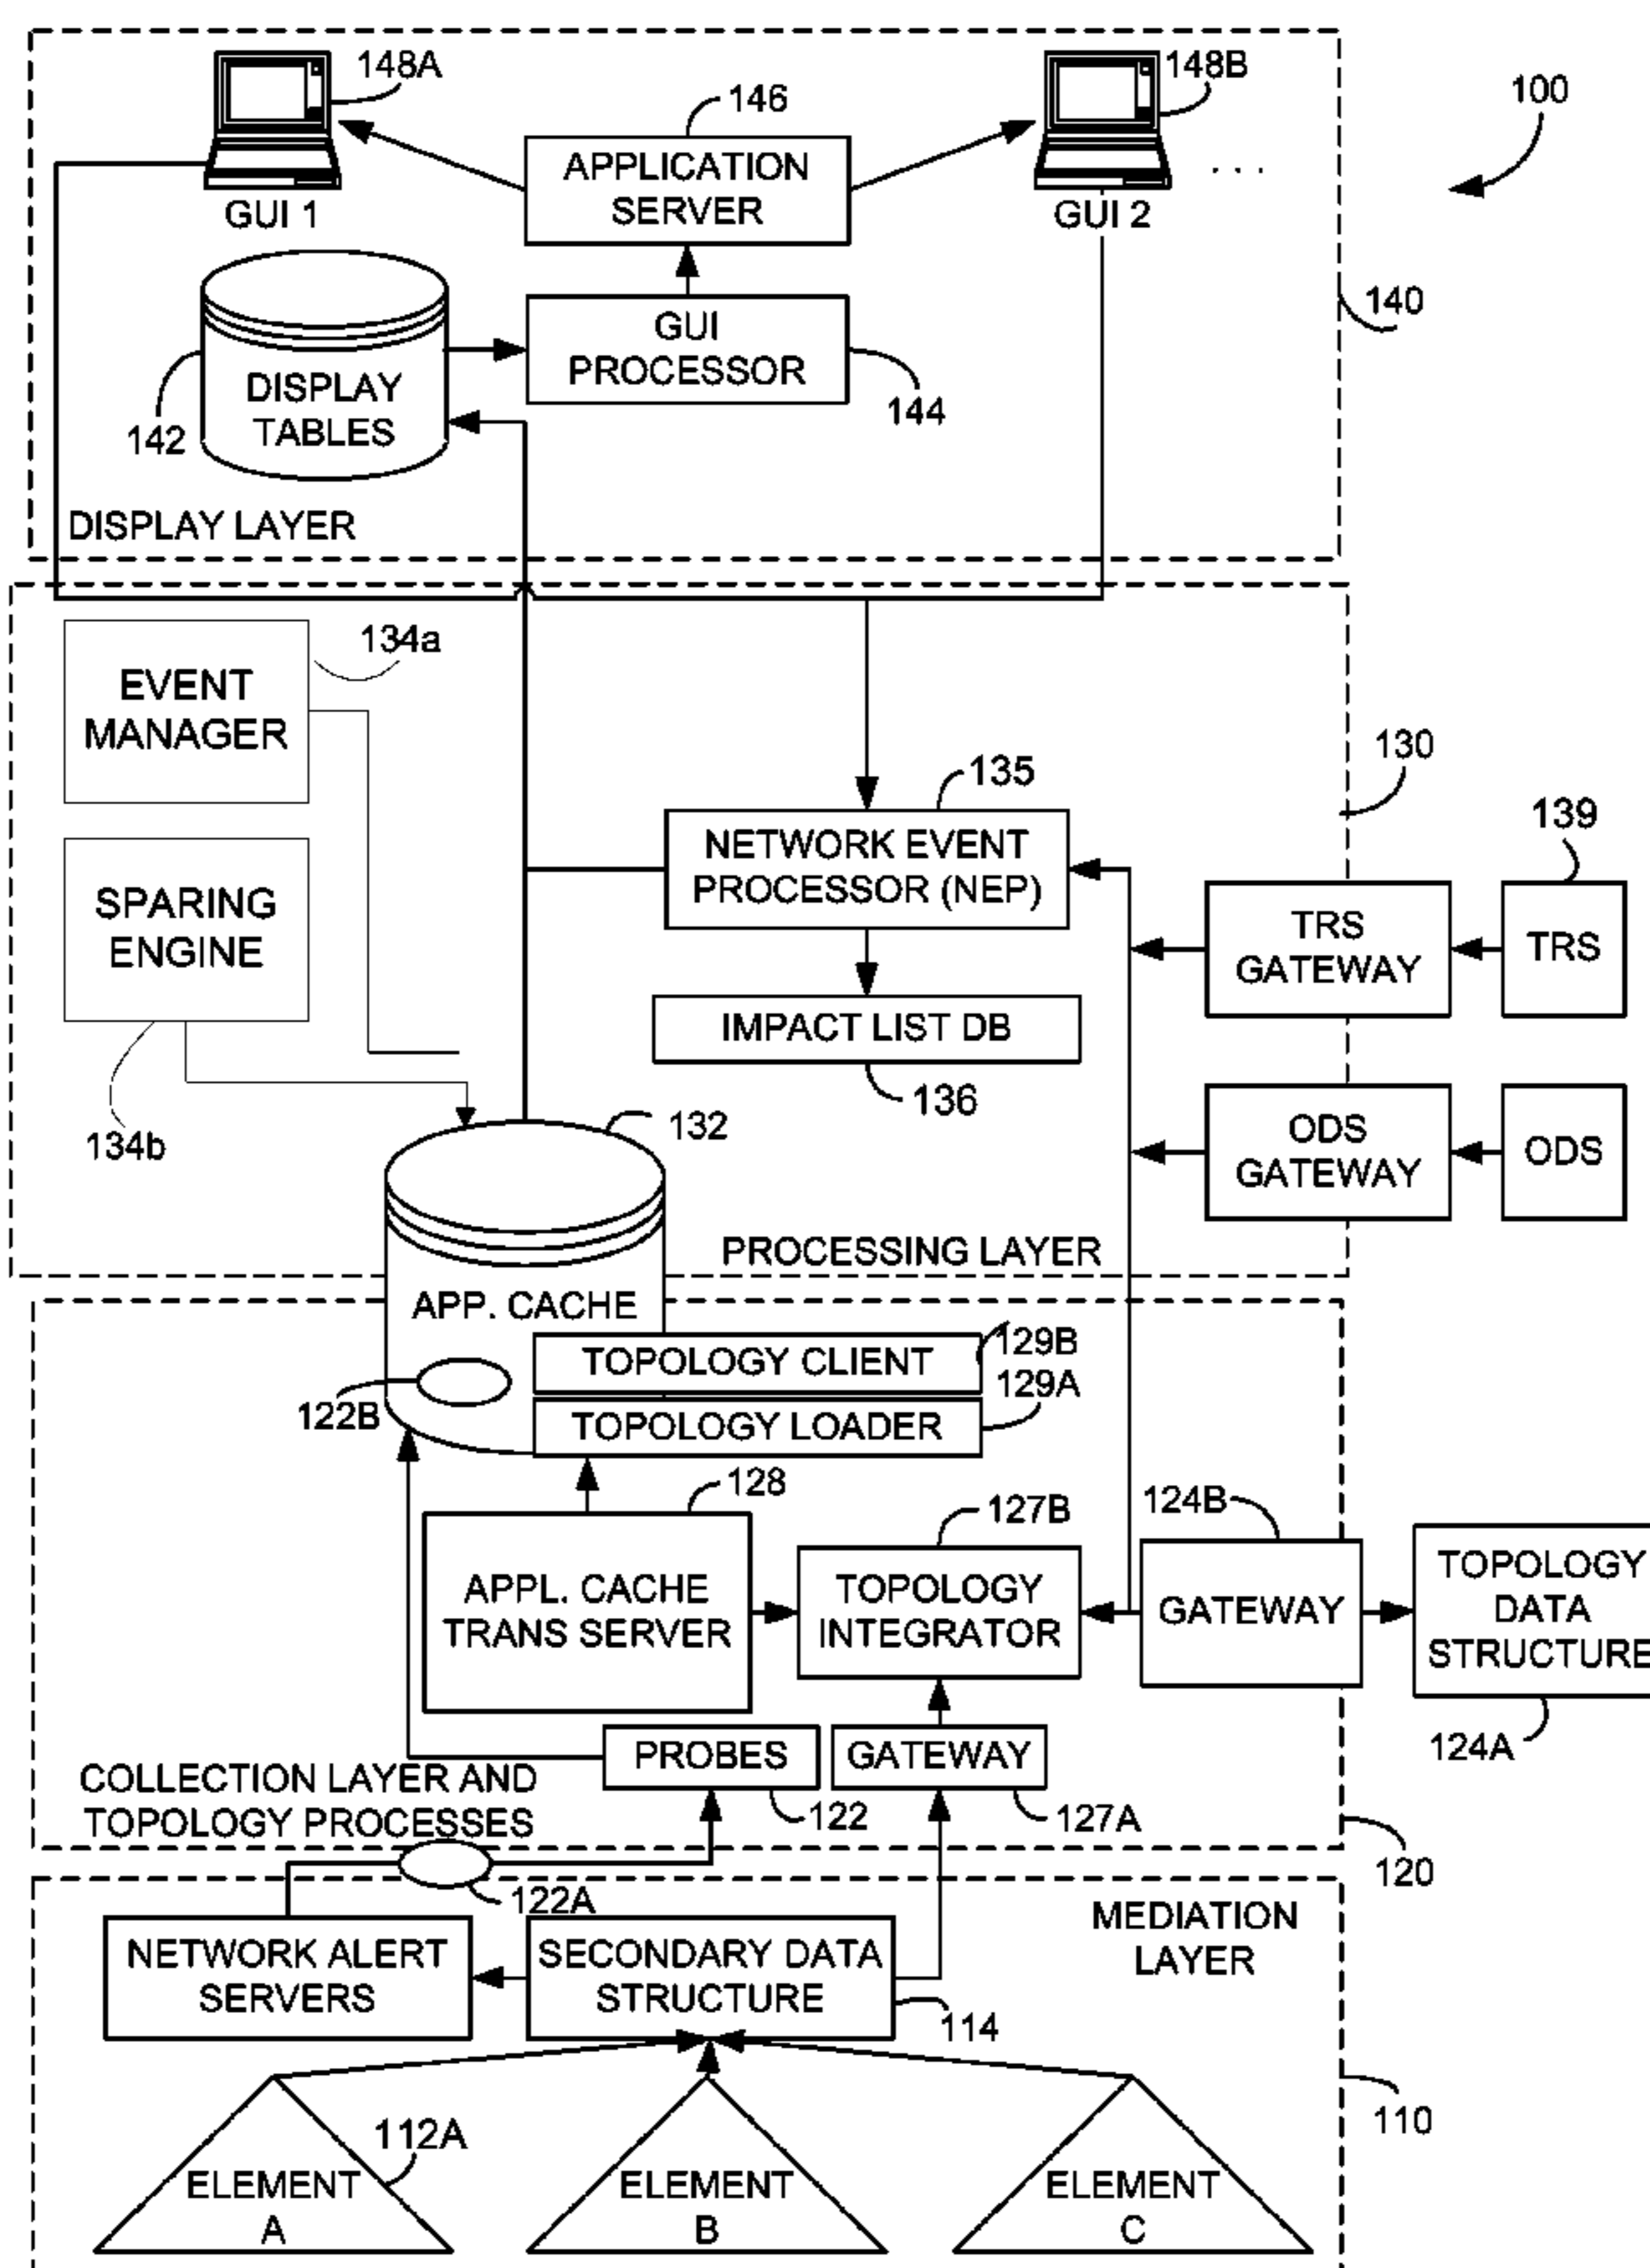 148A
146
148B
100
APPLICATION
SERVER
. . .
GUI 1
GUI 2
140
GUI
PROCESSOR
DISPLAY
TABLES
142
144
DISPLAY LAYER
134a
EVENT
MANAGER
130
135
139
NETWORK EVENT
PROCESSOR (NEP)
SPARING
ENGINE
TRS
GATEWAY
TRS
IMPACT LIST DB
136
132
134b
ODS
GATEWAY
ODS
PROCESSING LAYER
APP. CACHE
129B
TOPOLOGY CLIENT
129A
122B
TOPOLOGY LOADER
128
127B
124B
APPL. CACHE
TRANS SERVER
TOPOLOGY
INTEGRATOR
GATEWAY
TOPOLOGY
DATA
STRUCTURE
124A
PROBES
GATEWAY
COLLECTION LAYER AND
TOPOLOGY PROCESSES
122
127A
120
122A
MEDIATION
LAYER
NETWORK ALERT
SERVERS
SECONDARY DATA
STRUCTURE
114
110
112A
ELEMENT
A
ELEMENT
B
ELEMENT
C